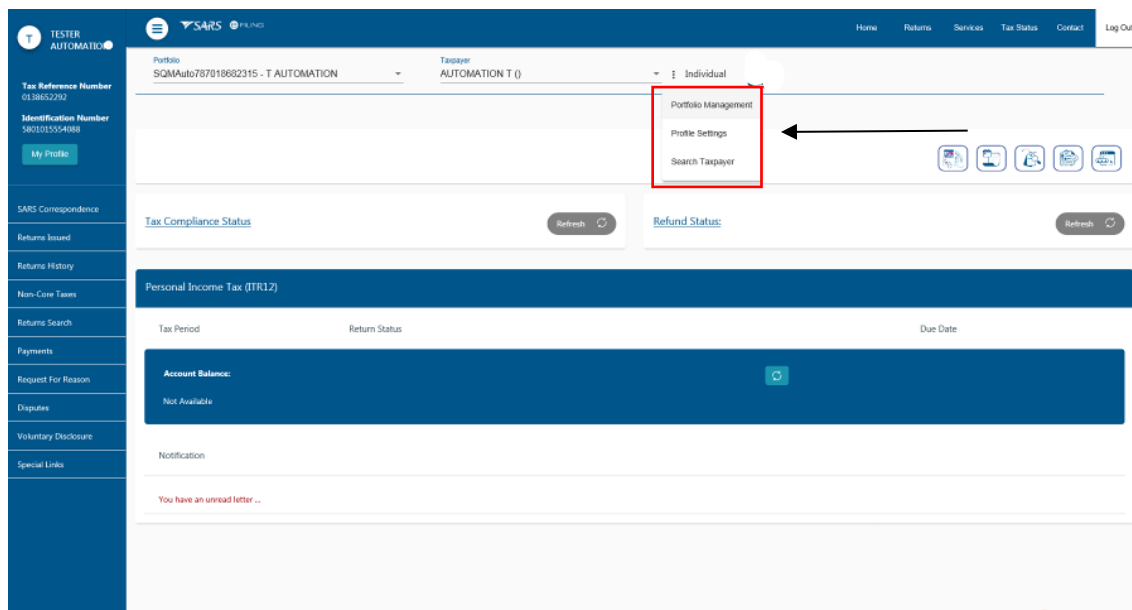 T
TESTER
AUTOMATION
Tax Reference Number
0138652292
Identification Number
5801015554088
My Profile
SARS Correspondence
Returns Issued
Returns History
Non-Core Taxes
Returns Search
Payments
Request For Reason
Disputes
Voluntary Disclosure
Special Links
SARS eFILING
Home Returns Services Tax Status Contact Log Out
Portfolio
SQMAuto787018682315 - T AUTOMATION
Taxpayer
AUTOMATION T ()
Individual
Portfolio Management
Profile Settings
Search Taxpayer
Tax Compliance Status
Refresh
Refund Status:
Refresh
Personal Income Tax (ITR12)
Tax Period Return Status Due Date
Account Balance:
Not Available
Notification
You have an unread letter ...